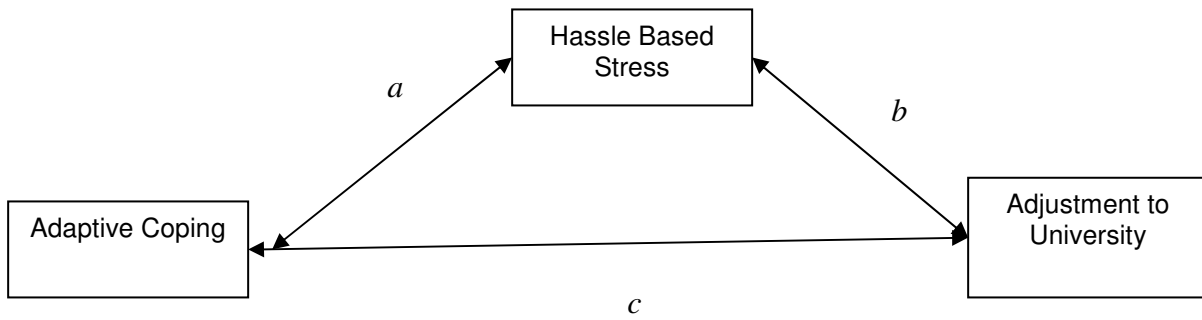 Hassle Based
Stress
a
b
Adaptive Coping
Adjustment to
University
c